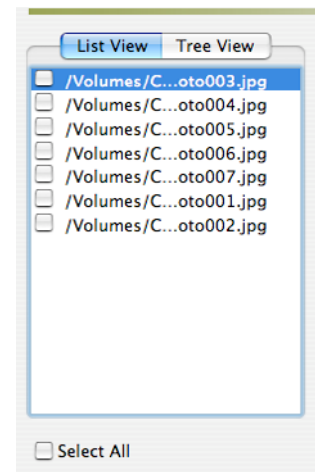 List View Tree View
/Volumes/C...oto003.jpg
/Volumes/C...oto004.jpg
/Volumes/C...oto005.jpg
/Volumes/C...oto006.jpg
/Volumes/C...oto007.jpg
/Volumes/C...oto001.jpg
/Volumes/C...oto002.jpg
Select All